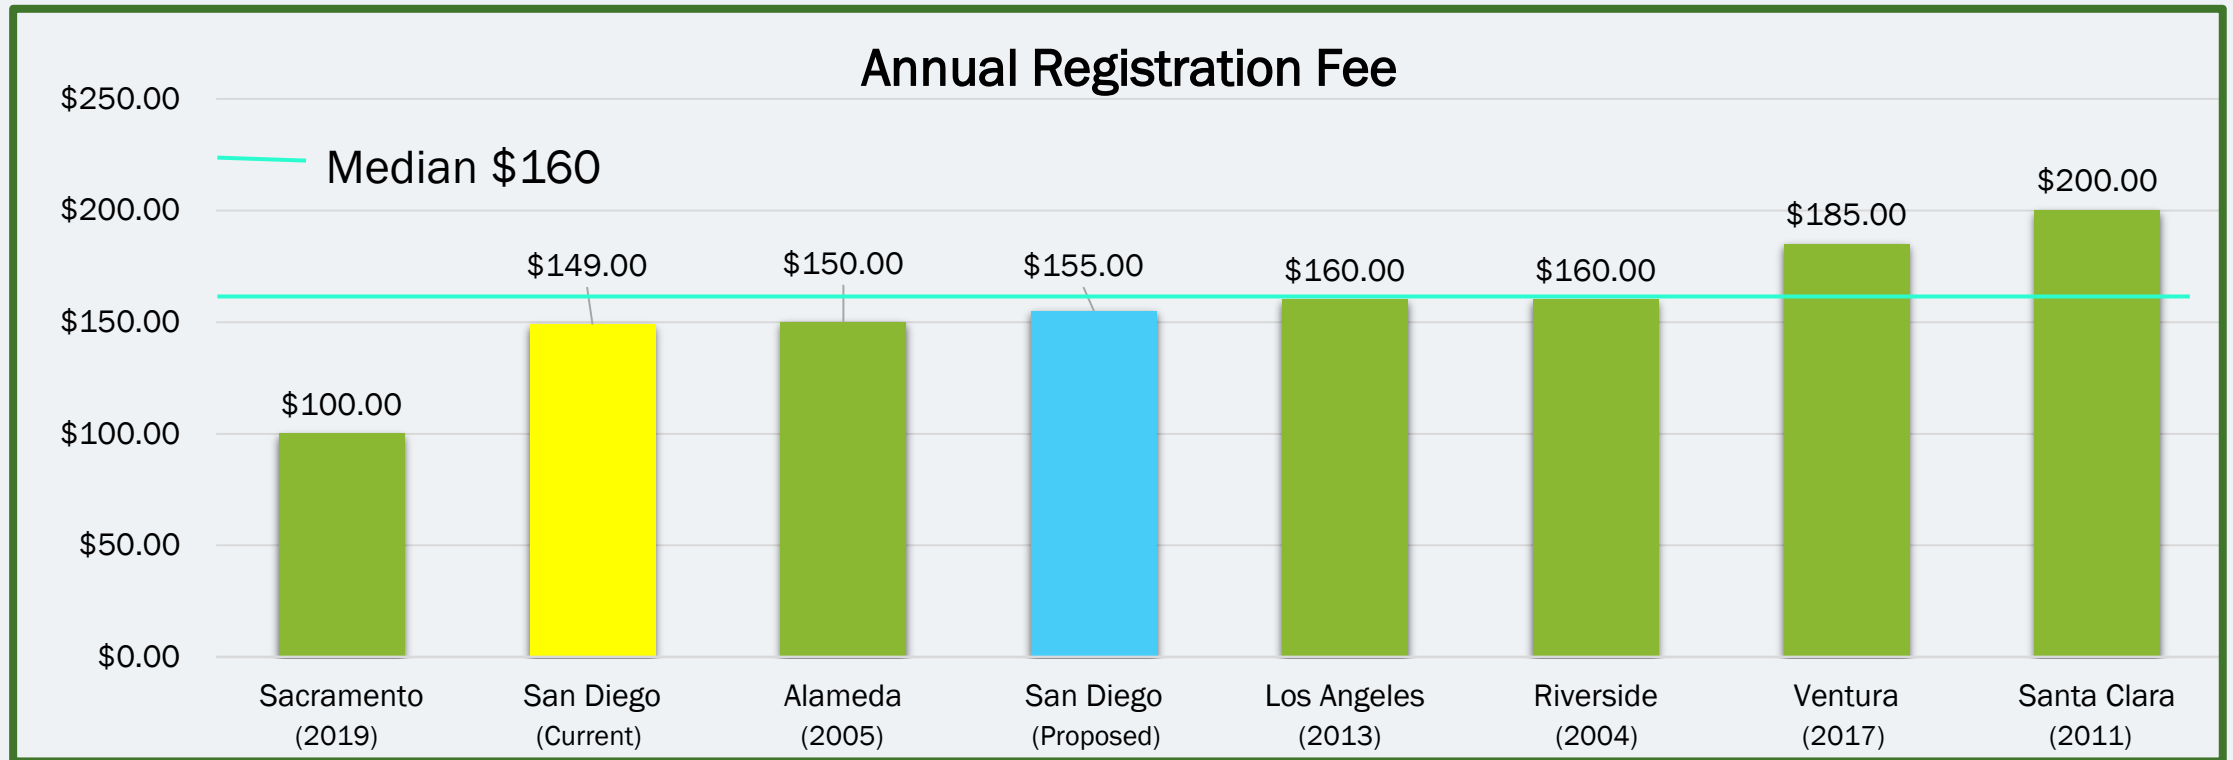 Annual Registration Fee
$250.00
Median $160
$200.00
$150.00
$100.00
$50.00
$0.00
$100.00
$149.00
$150.00
$155.00
$160.00
$160.00
$185.00
$200.00
Sacramento
(2019)
San Diego
(Current)
Alameda
(2005)
San Diego
(Proposed)
Los Angeles
(2013)
Riverside
(2004)
Ventura
(2017)
Santa Clara
(2011)